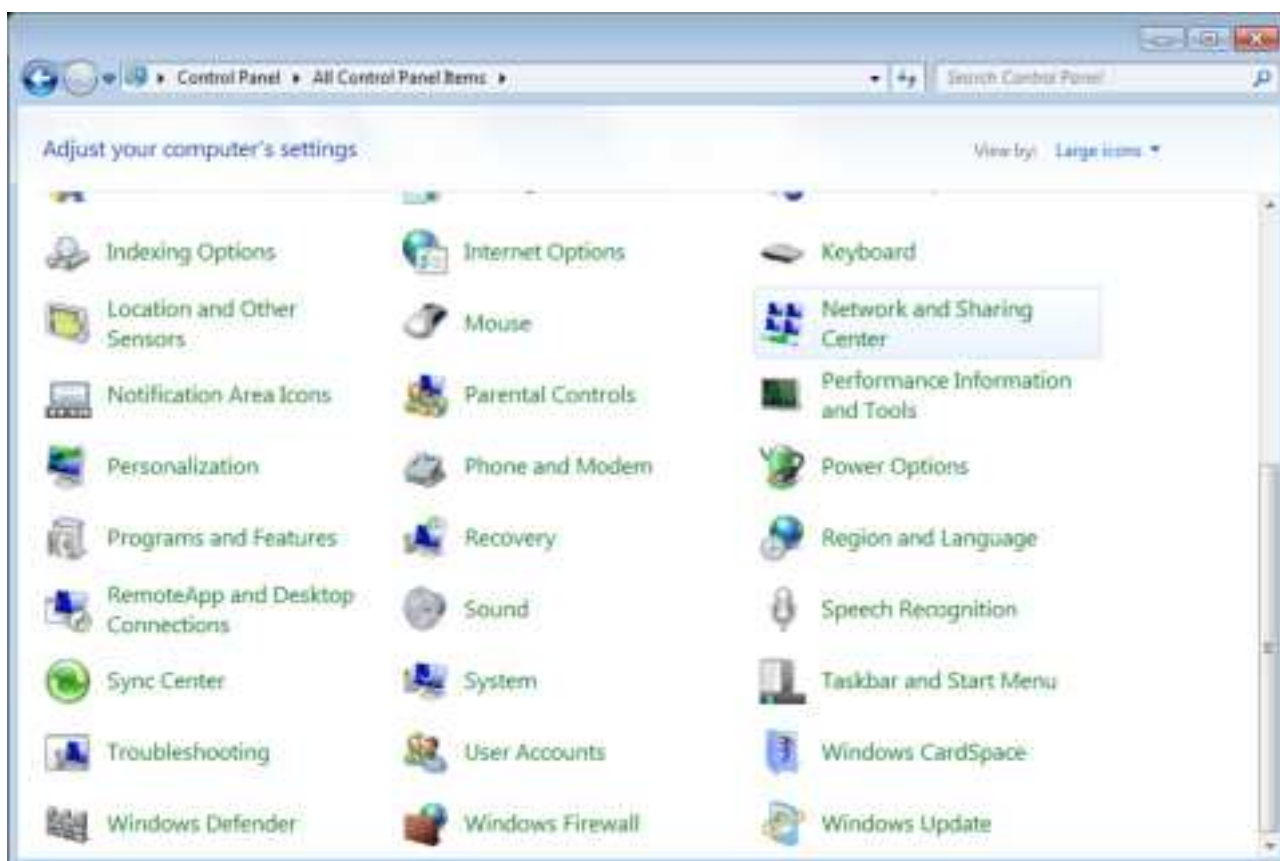 Control Panel All Control Panel Items
Search Control Panel
Adjust your computer's settings
View by: Large icons
Indexing Options
Internet Options
Keyboard
Location and Other
Sensors
Mouse
Network and Sharing
Center
Notification Area Icons
Parental Controls
Performance Information
and Tools
Personalization
Phone and Modem
Power Options
Programs and Features
Recovery
Region and Language
RemoteApp and Desktop
Connections
Sound
Speech Recognition
Sync Center
System
Taskbar and Start Menu
Troubleshooting
User Accounts
Windows CardSpace
Windows Defender
Windows Firewall
Windows Update